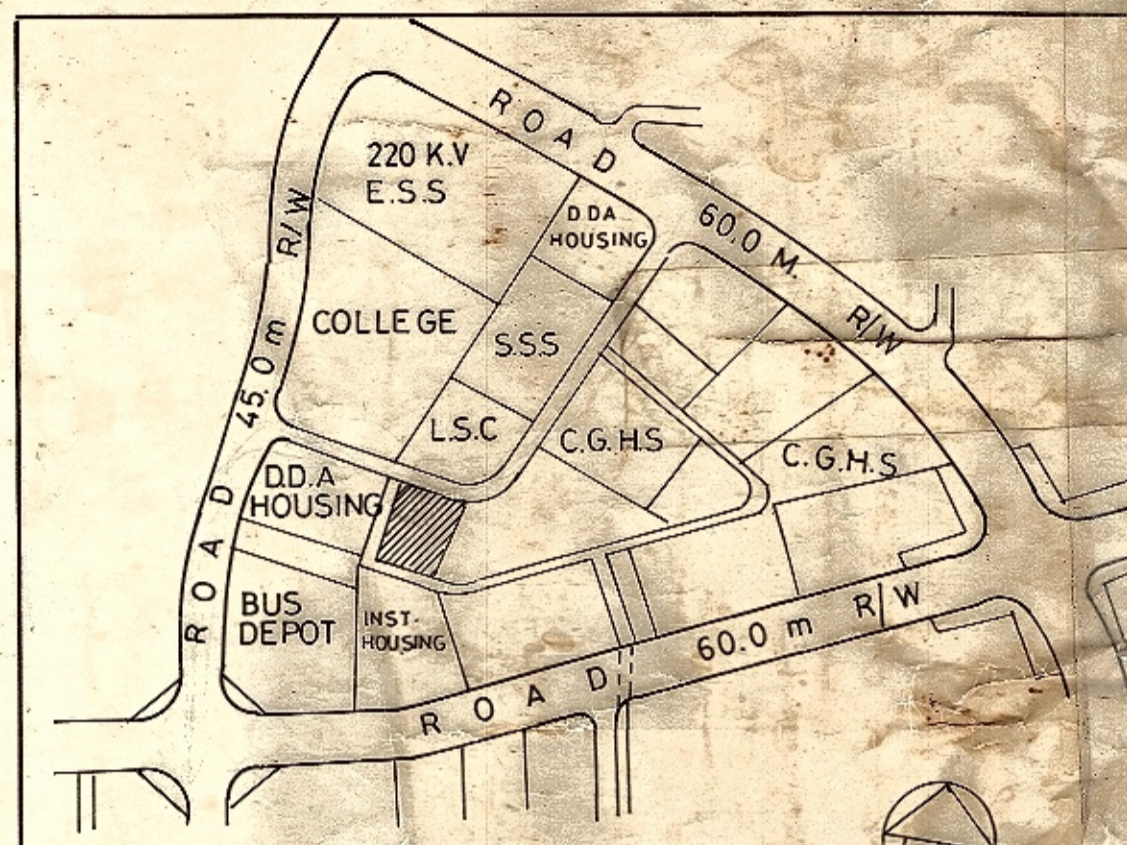 ROAD
220 K.V
E.S.S
D.DA
HOUSING
60.0 M.
R/W
R/W
COLLEGE
S.S.S
45.0 m
L.S.C
C.G.H.S
C.G.H.S
D.D.A
HOUSING
ROAD
BUS
DEPOT
INST.
HOUSING
ROAD 60.0 m R/W